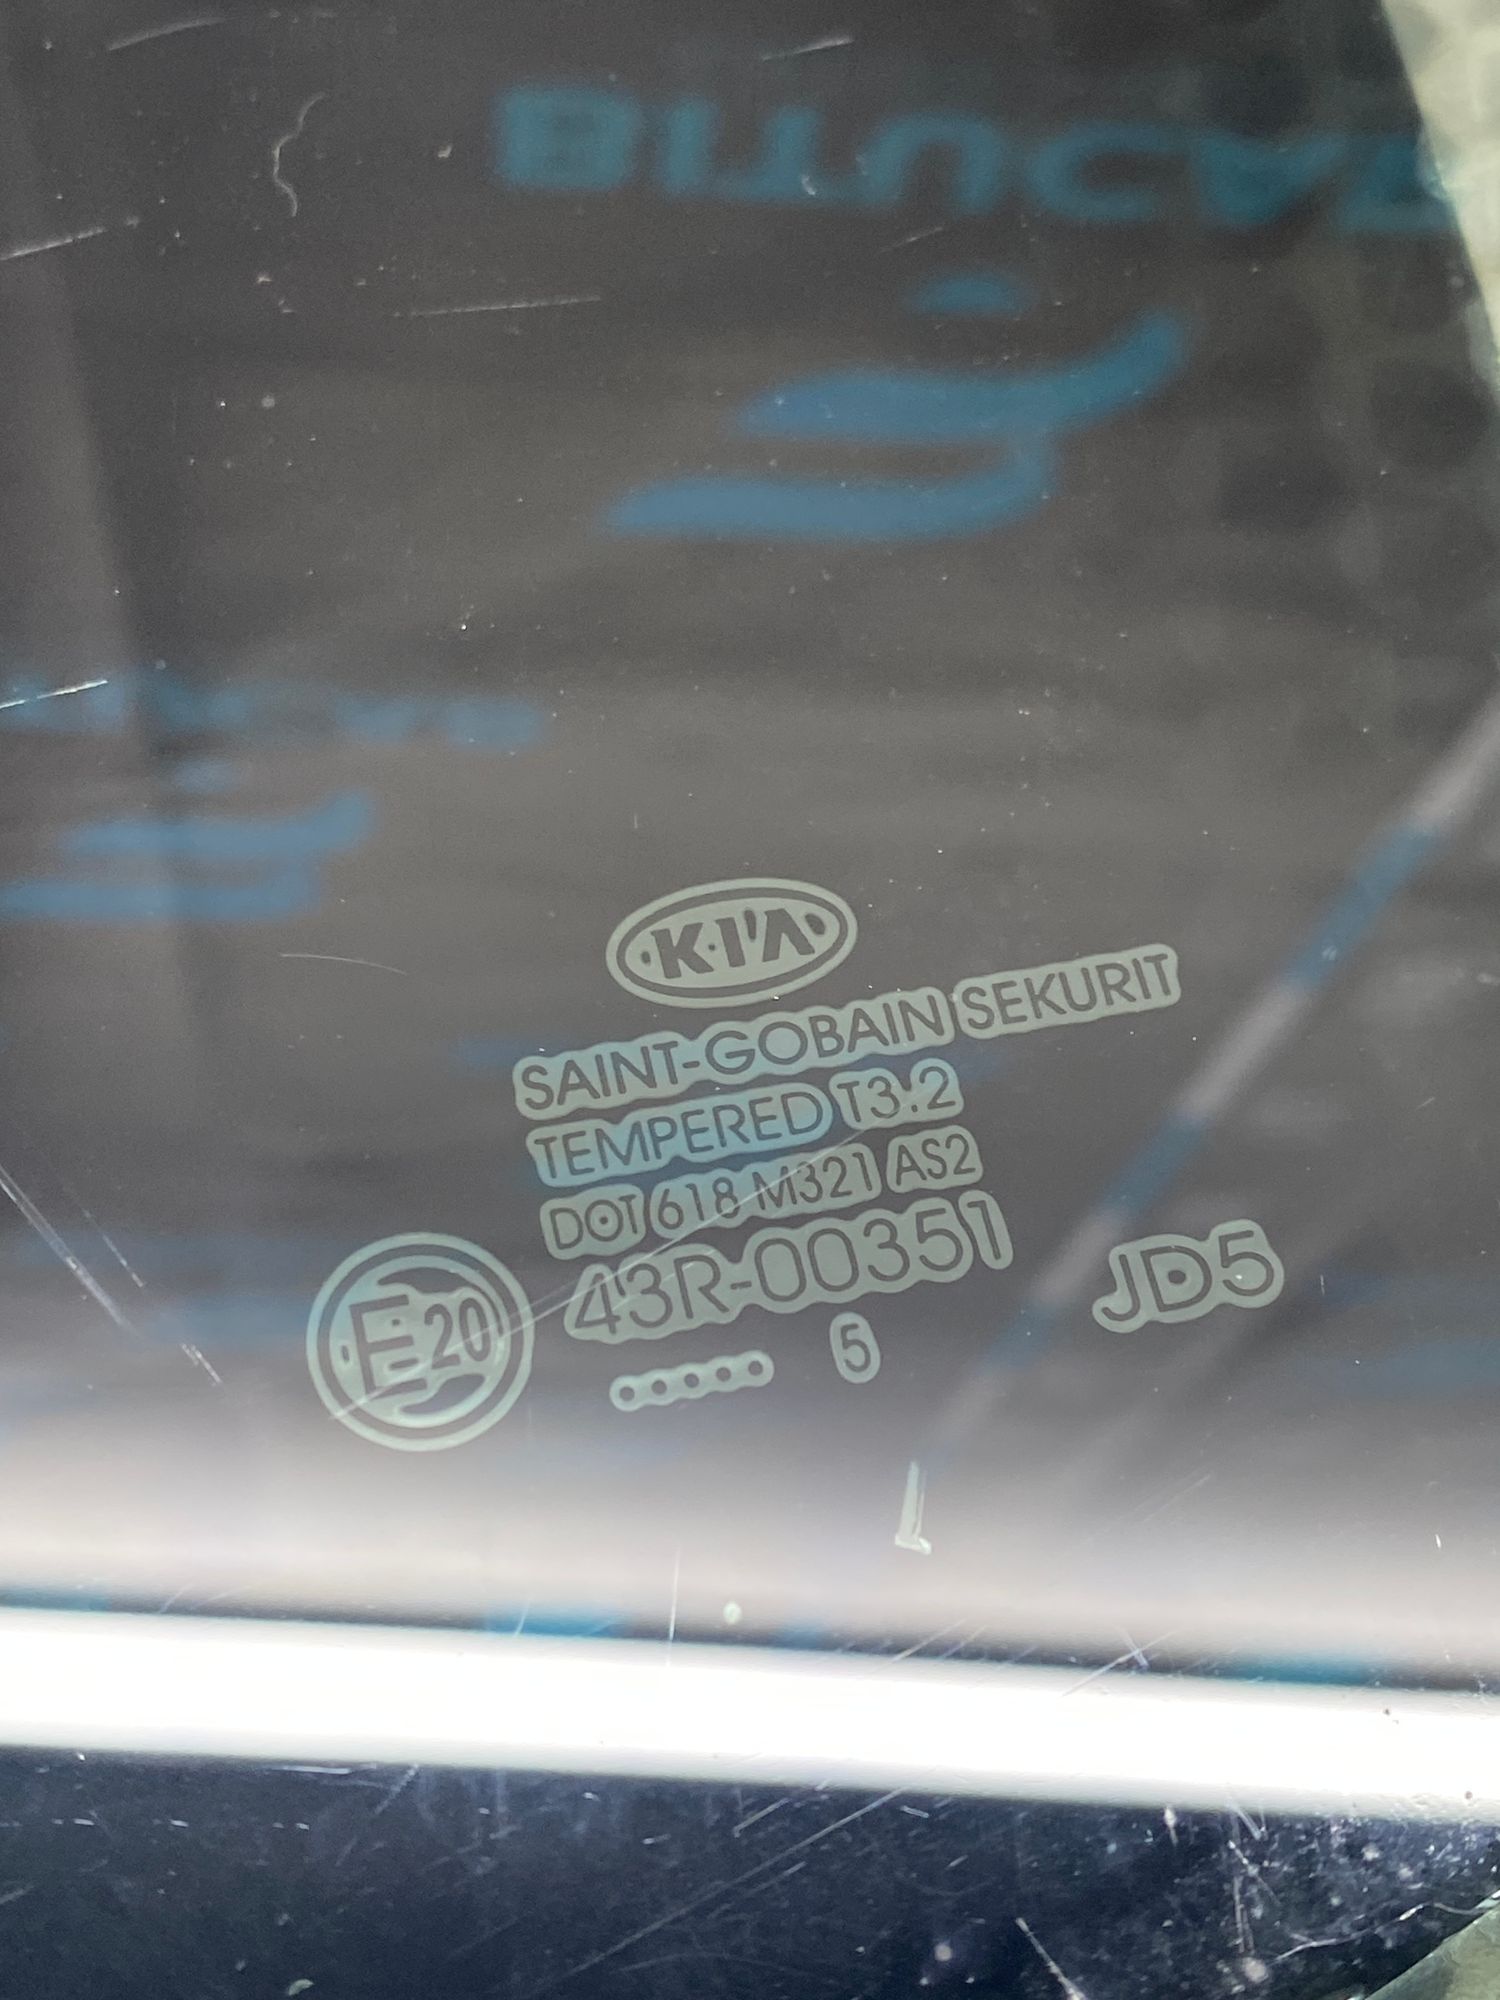 KIA
SAINT-GOBAIN SEKURIT
TEMPERED T3.2
DOT 618 M321 AS2
43R-00351
E20
JD5
..... 5
L